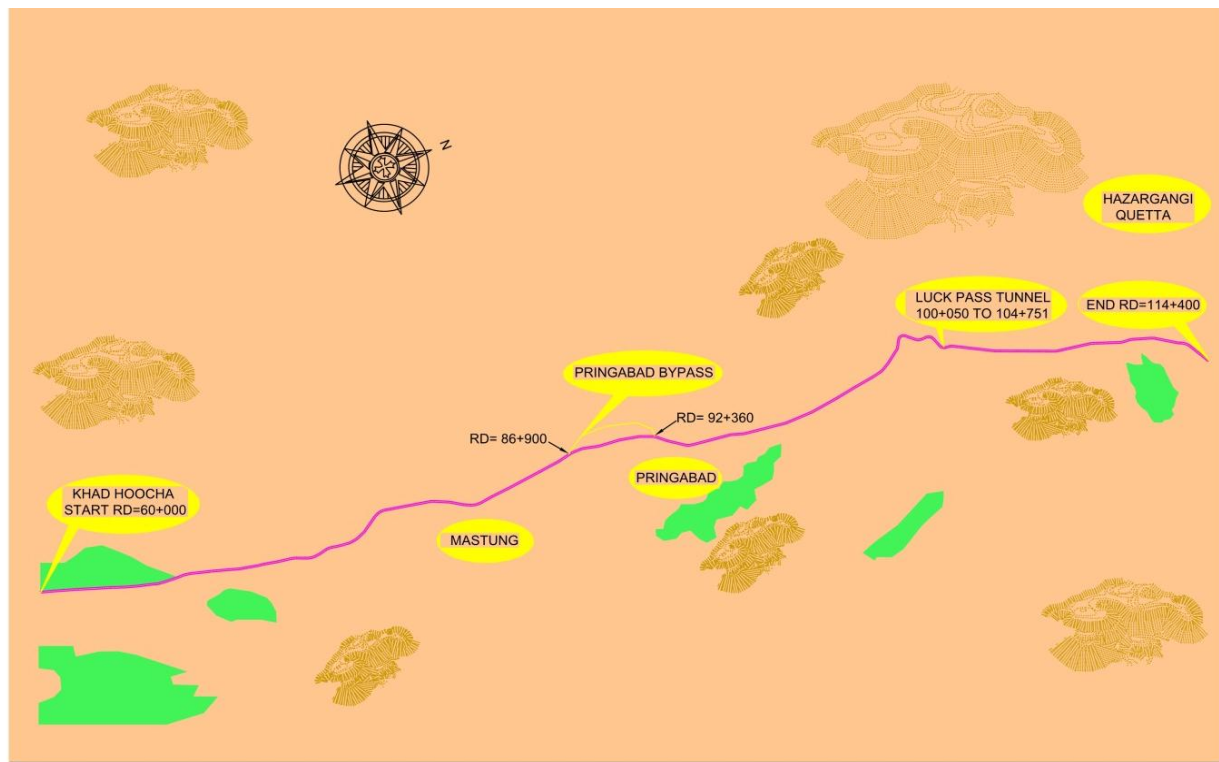 N
HAZARGANGI
QUETTA
LUCK PASS TUNNEL
100+050 TO 104+751
END RD=114+400
PRINGABAD BYPASS
RD= 92+360
RD= 86+900
PRINGABAD
KHAD HOOCHA
START RD=60+000
MASTUNG